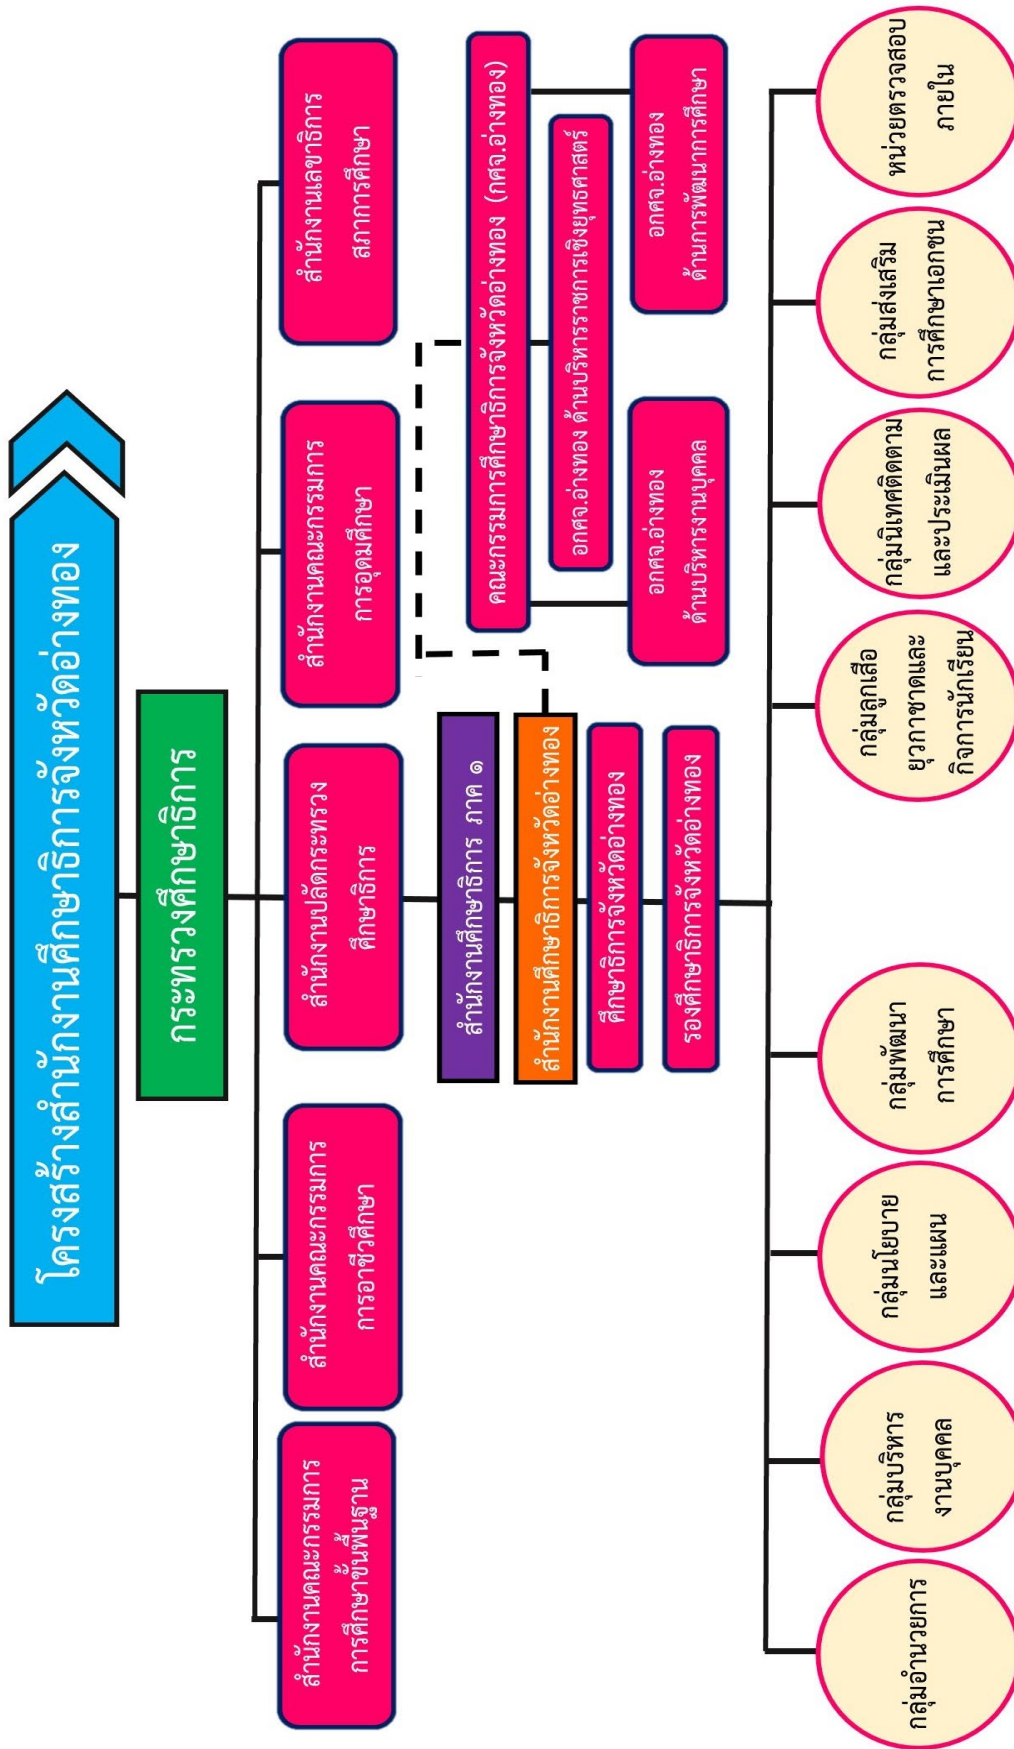 โครงสร้างสำนักงานศึกษาธิการจังหวัดอ่างทอง
กระทรวงศึกษาธิการ
สำนักงานคณะกรรมการ
การศึกษาขั้นพื้นฐาน
สำนักงานคณะกรรมการ
การอาชีวศึกษา
สำนักงานปลัดกระทรวง
ศึกษาธิการ
สำนักงานคณะกรรมการ
การอุดมศึกษา
สำนักงานเลขาธิการ
สภาการศึกษา
สำนักงานศึกษาธิการ ภาค ๑
สำนักงานศึกษาธิการจังหวัดอ่างทอง
ศึกษาธิการจังหวัดอ่างทอง
รองศึกษาธิการจังหวัดอ่างทอง
คณะกรรมการศึกษาธิการจังหวัดอ่างทอง (กศจ.อ่างทอง)
อกศจ.อ่างทอง ด้านบริหารราชการเชิงยุทธศาสตร์
อกศจ.อ่างทอง
ด้านบริหารงานบุคคล
อกศจ.อ่างทอง
ด้านการพัฒนาการศึกษา
กลุ่มอำนวยการ
กลุ่มบริหาร
งานบุคคล
กลุ่มนโยบาย
และแผน
กลุ่มพัฒนา
การศึกษา
กลุ่มลูกเสือ
ยุวกาชาดและ
กิจการนักเรียน
กลุ่มนิเทศติดตาม
และประเมินผล
กลุ่มส่งเสริม
การศึกษาเอกชน
หน่วยตรวจสอบ
ภายใน